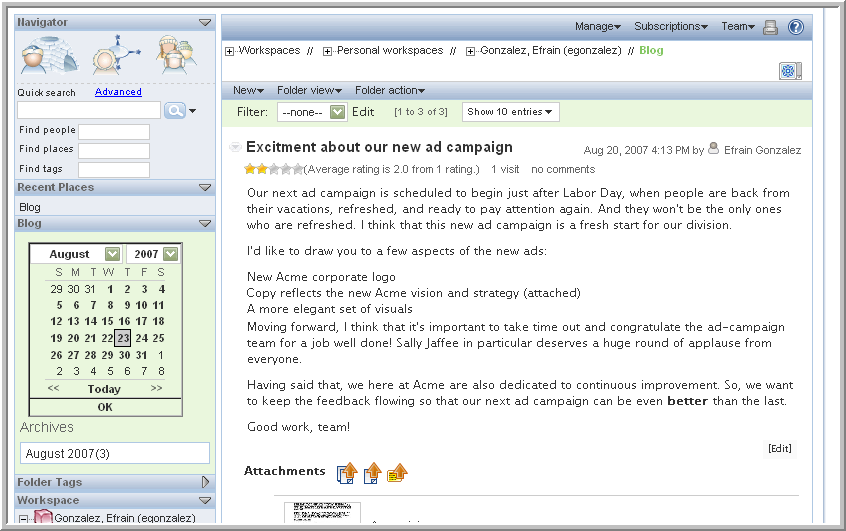 Navigator
Manage Subscriptions Team
Workspaces // Personal workspaces // Gonzalez, Efrain (egonzalez) // Blog
Quick search Advanced
New Folder view Folder action
Filter: --none-- Edit [1 to 3 of 3] Show 10 entries
Find people
Find places
Find tags
Recent Places
Blog
Blog
August 2007
S M T W T F S
29 30 31 1 2 3 4
5 6 7 8 9 10 11
12 13 14 15 16 17 18
19 20 21 22 23 24 25
26 27 28 29 30 31 1
2 3 4 5 6 7 8
<< Today >>
OK
Archives
August 2007(3)
Folder Tags
Workspace
Gonzalez, Efrain (egonzalez)
Excitment about our new ad campaign
Aug 20, 2007 4:13 PM by Efrain Gonzalez
(Average rating is 2.0 from 1 rating.) 1 visit no comments
Our next ad campaign is scheduled to begin just after Labor Day, when people are back from
their vacations, refreshed, and ready to pay attention again. And they won't be the only ones
who are refreshed. I think that this new ad campaign is a fresh start for our division.
I'd like to draw you to a few aspects of the new ads:
New Acme corporate logo
Copy reflects the new Acme vision and strategy (attached)
A more elegant set of visuals
Moving forward, I think that it's important to take time out and congratulate the ad-campaign
team for a job well done! Sally Jaffee in particular deserves a huge round of applause from
everyone.
Having said that, we here at Acme are also dedicated to continuous improvement. So, we want
to keep the feedback flowing so that our next ad campaign can be even better than the last.
Good work, team!
[Edit]
Attachments